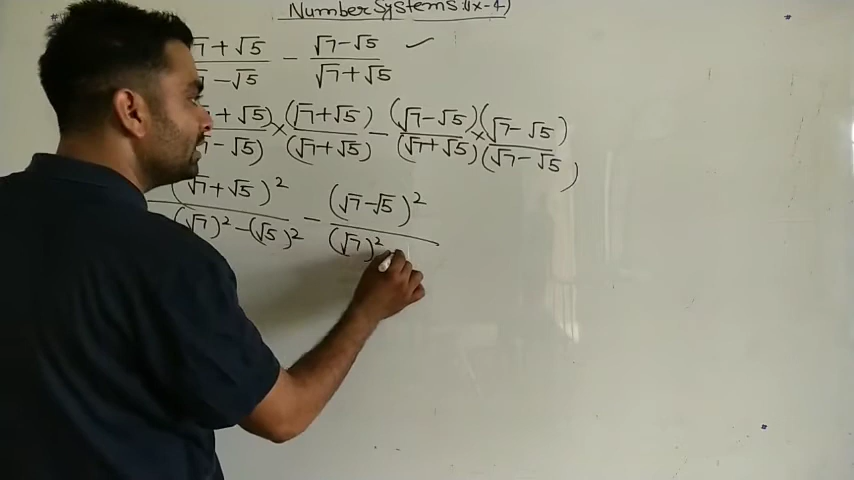 Number Systems (IX-4)
7 + √5 / - √5 - √7 - √5 / √7 + √5 ✓
+ √5) / 7 - √5) × (√7 + √5) / (√7 + √5) - (√7 - √5) / (√7 + √5) × (√7 - √5) / (√7 - √5)
(√7 + √5)² / (√7)² - (√5)² - (√7 - √5)² / (√7)²